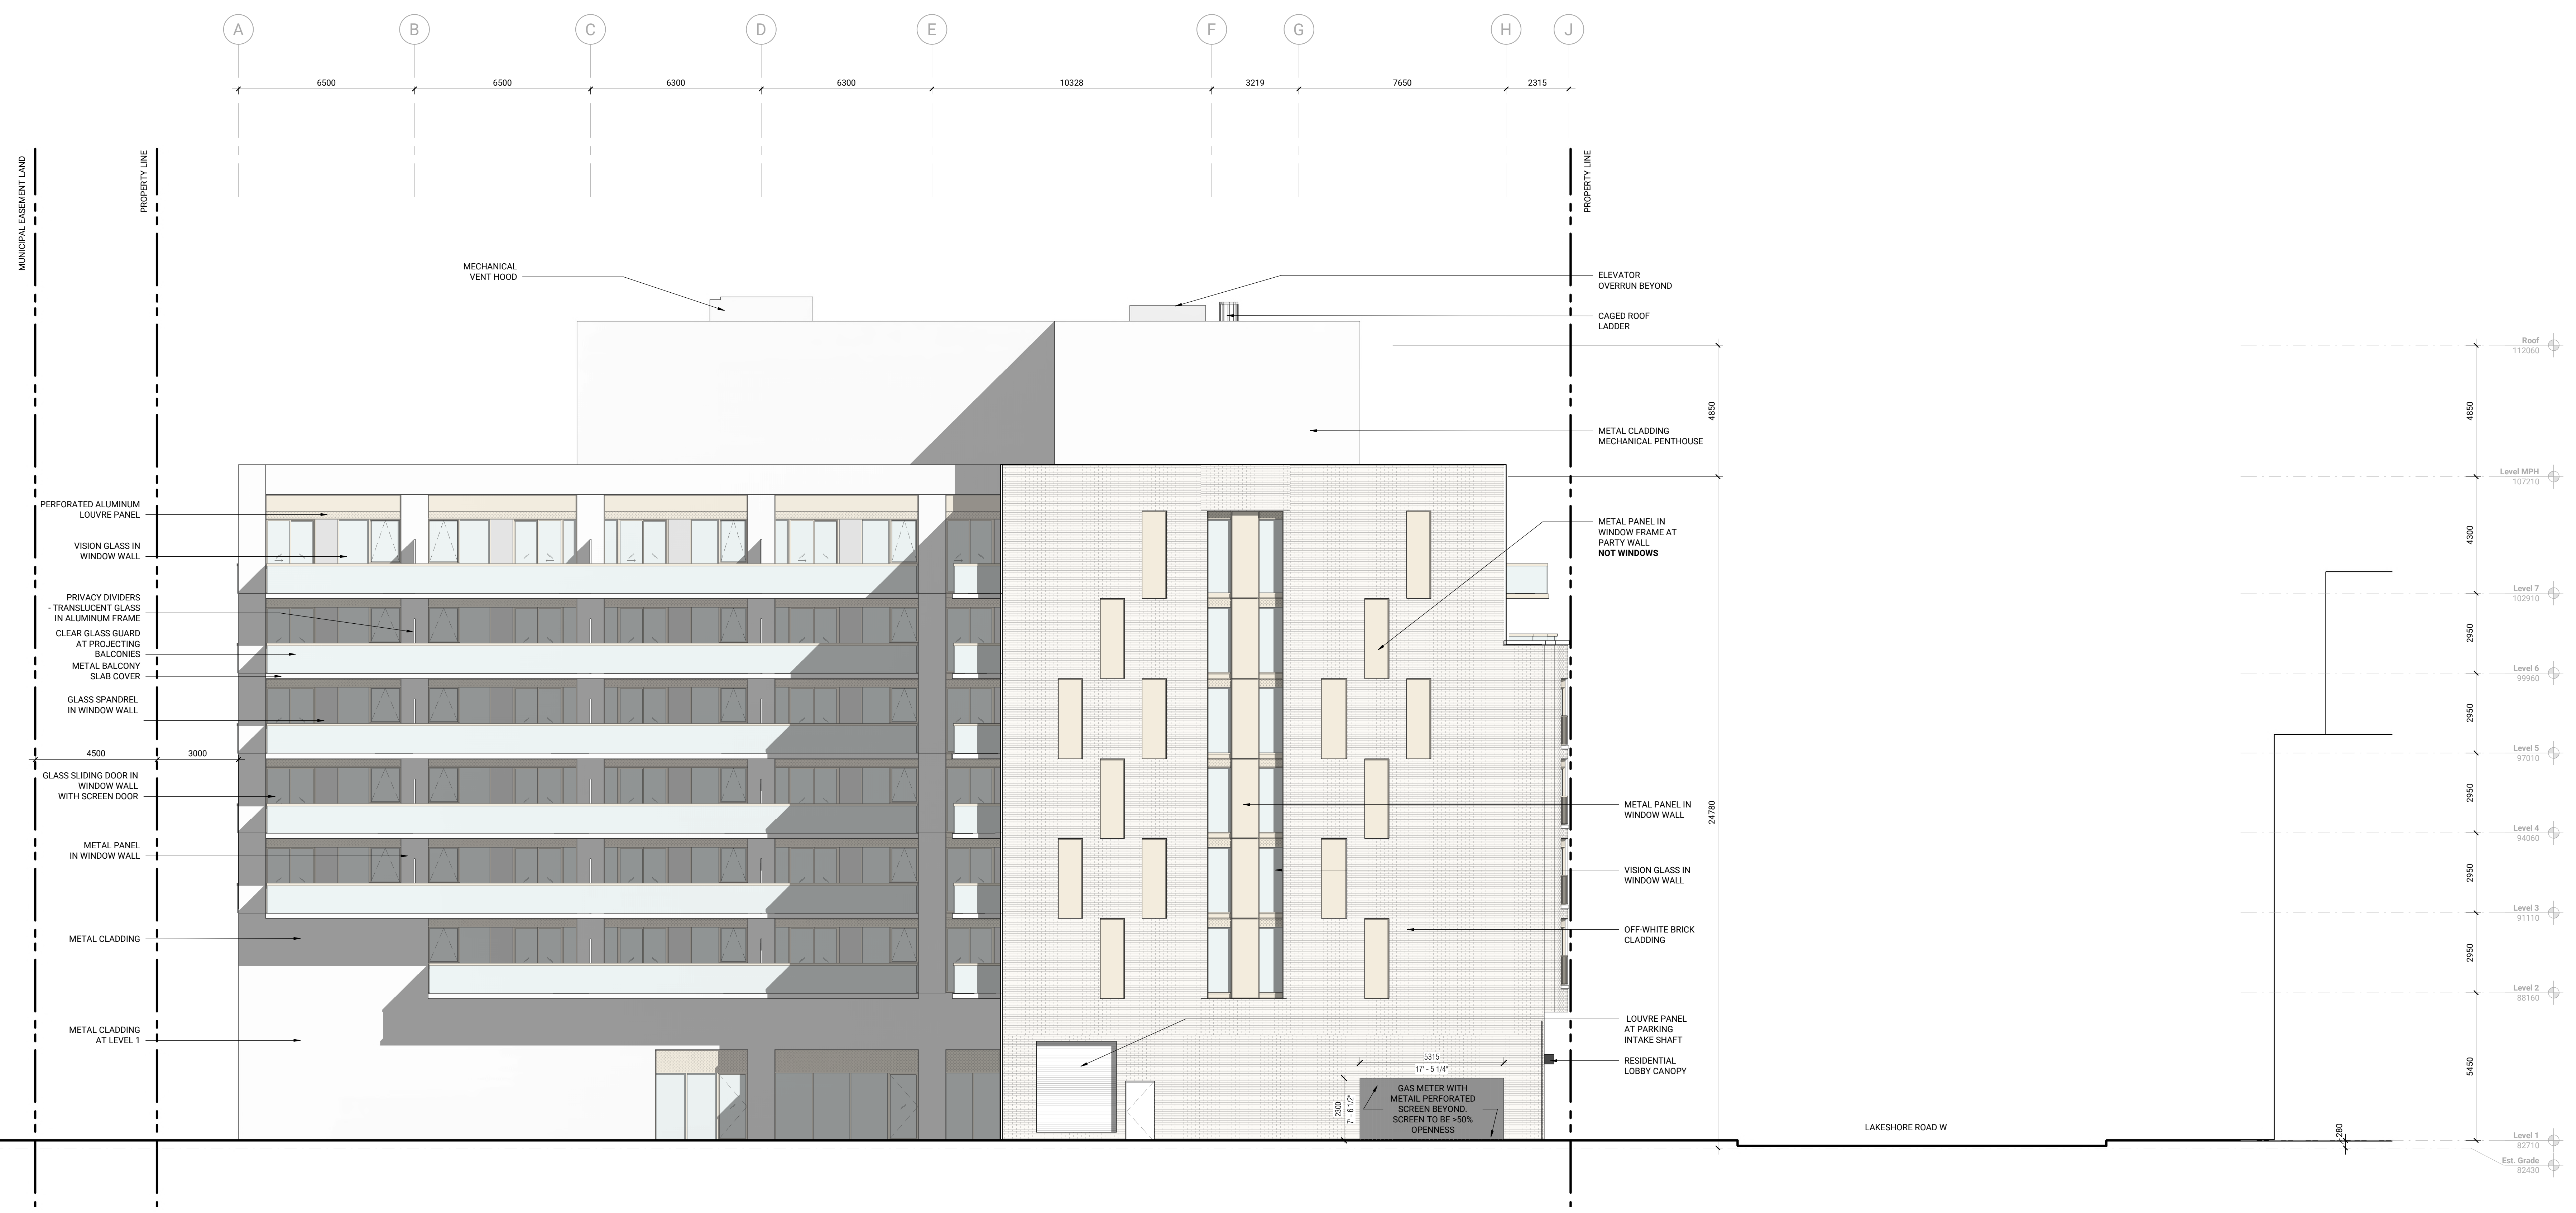 A
B
C
D
E
F
G
H
J
6500
6500
6300
6300
10328
3219
7650
2315
MUNICIPAL EASEMENT LAND
PROPERTY LINE
PROPERTY LINE
MECHANICAL
VENT HOOD
ELEVATOR
OVERRUN BEYOND
CAGED ROOF
LADDER
METAL CLADDING
MECHANICAL PENTHOUSE
PERFORATED ALUMINUM
LOUVRE PANEL
VISION GLASS IN
WINDOW WALL
PRIVACY DIVIDERS
- TRANSLUCENT GLASS
IN ALUMINUM FRAME
CLEAR GLASS GUARD
AT PROJECTING
BALCONIES
METAL BALCONY
SLAB COVER
GLASS SPANDREL
IN WINDOW WALL
4500
3000
GLASS SLIDING DOOR IN
WINDOW WALL
WITH SCREEN DOOR
METAL PANEL
IN WINDOW WALL
METAL CLADDING
METAL CLADDING
AT LEVEL 1
METAL PANEL IN
WINDOW FRAME AT
PARTY WALL
NOT WINDOWS
METAL PANEL IN
WINDOW WALL
VISION GLASS IN
WINDOW WALL
OFF-WHITE BRICK
CLADDING
LOUVRE PANEL
AT PARKING
INTAKE SHAFT
RESIDENTIAL
LOBBY CANOPY
5315
17' - 5 1/4"
2300
7' - 6 1/2"
GAS METER WITH
METAIL PERFORATED
SCREEN BEYOND.
SCREEN TO BE >50%
OPENNESS
4850
24780
LAKESHORE ROAD W
4850
4300
2950
2950
2950
2950
2950
5450
280
Roof
112060
Level MPH
107210
Level 7
102910
Level 6
99960
Level 5
97010
Level 4
94060
Level 3
91110
Level 2
88160
Level 1
82710
Est. Grade
82430